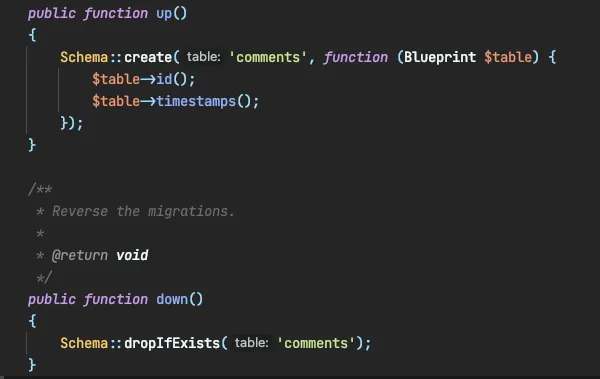 public function up()
{
Schema::create( table: 'comments', function (Blueprint $table) {
$table->id();
$table->timestamps();
});
}
/**
* Reverse the migrations.
*
* @return void
*/
public function down()
{
Schema::dropIfExists( table: 'comments');
}